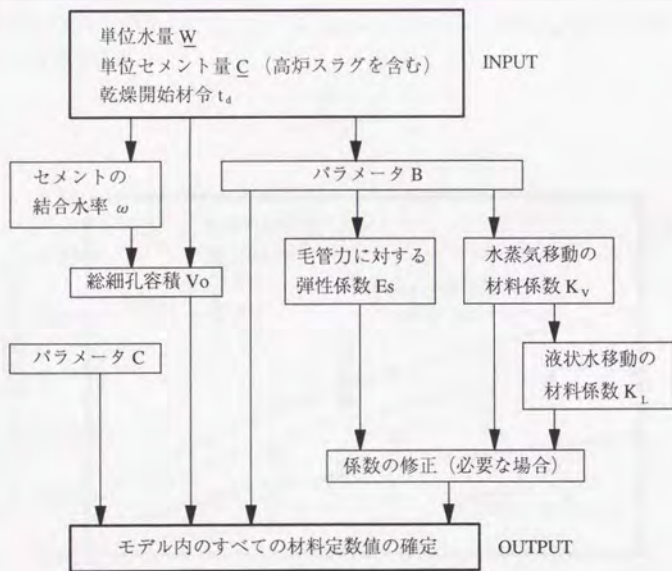 単位水量 W
単位セメント量 C （高炉スラグを含む）
乾燥開始材令 td
INPUT
セメントの
結合水率 ω
パラメータ B
総細孔容積 Vo
毛管力に対する
弾性係数 Es
水蒸気移動の
材料係数 KV
パラメータ C
液状水移動の
材料係数 KL
係数の修正（必要な場合）
モデル内のすべての材料定数値の確定
OUTPUT